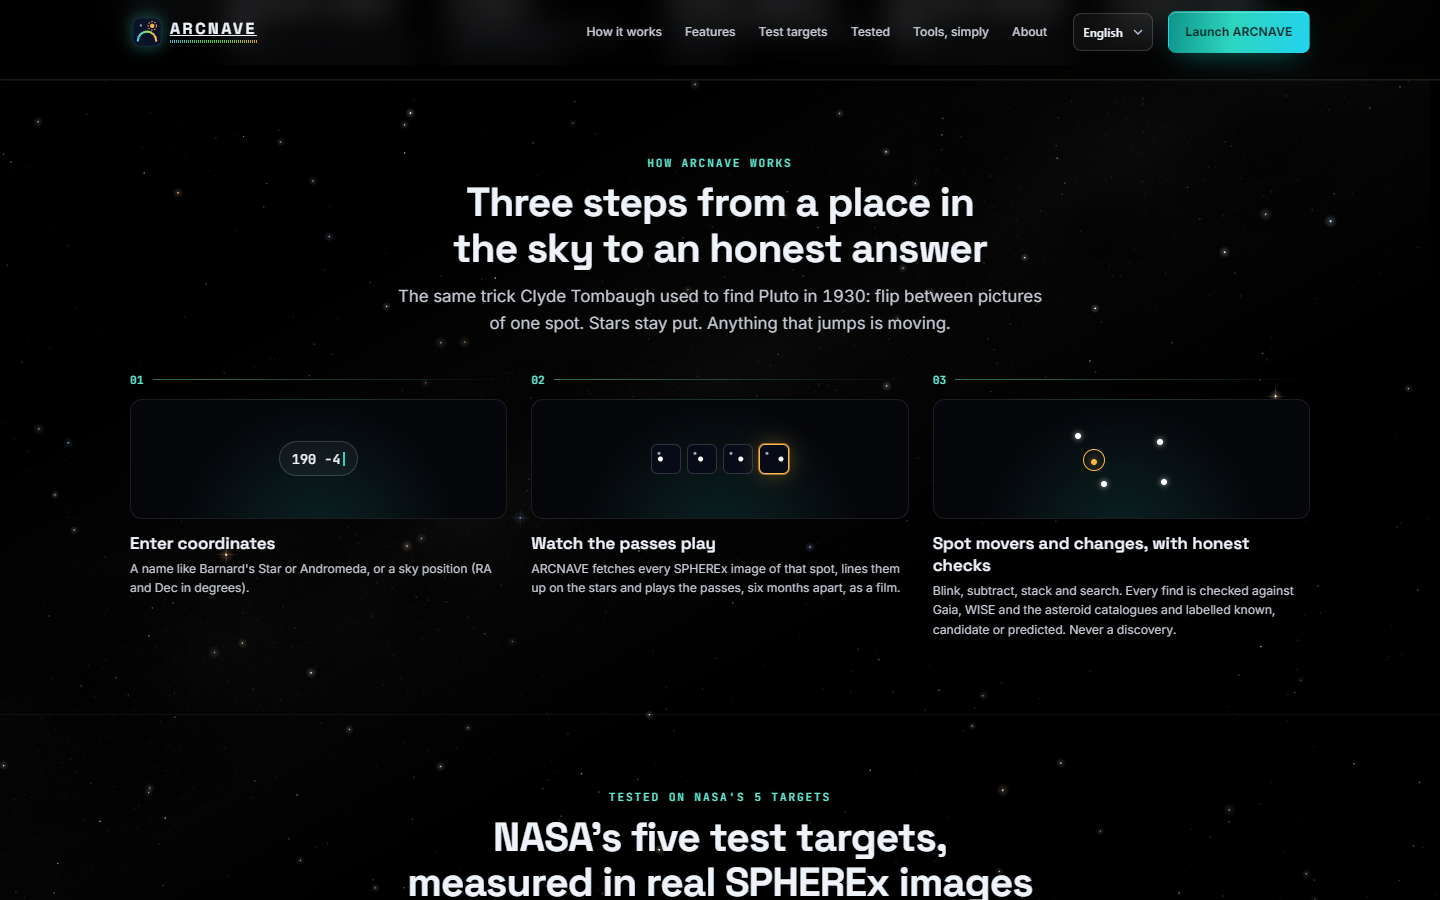 ARCNAVE
How it works
Features
Test targets
Tested
Tools, simply
About
English
Launch ARCNAVE
HOW ARCNAVE WORKS
Three steps from a place in
the sky to an honest answer
The same trick Clyde Tombaugh used to find Pluto in 1930: flip between pictures
of one spot. Stars stay put. Anything that jumps is moving.
01
190 -4
Enter coordinates
A name like Barnard's Star or Andromeda, or a sky position (RA
and Dec in degrees).
02
Watch the passes play
ARCNAVE fetches every SPHEREx image of that spot, lines them
up on the stars and plays the passes, six months apart, as a film.
03
Spot movers and changes, with honest
checks
Blink, subtract, stack and search. Every find is checked against
Gaia, WISE and the asteroid catalogues and labelled known,
candidate or predicted. Never a discovery.
TESTED ON NASA'S 5 TARGETS
NASA's five test targets,
measured in real SPHEREx images